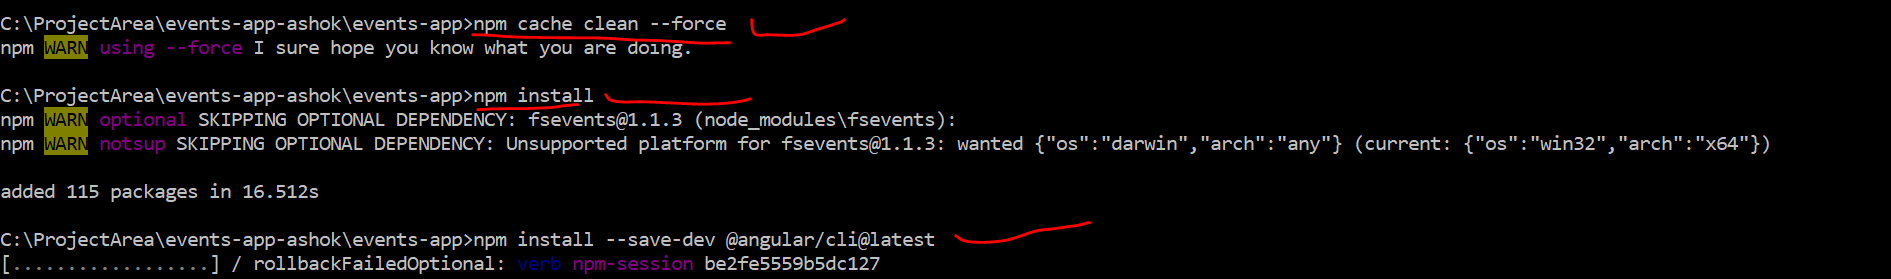 C:\ProjectArea\events-app-ashok\events-app>npm cache clean --force
npm WARN using --force I sure hope you know what you are doing.
C:\ProjectArea\events-app-ashok\events-app>npm install
npm WARN optional SKIPPING OPTIONAL DEPENDENCY: fsevents@1.1.3 (node_modules\fsevents):
npm WARN notsup SKIPPING OPTIONAL DEPENDENCY: Unsupported platform for fsevents@1.1.3: wanted {"os":"darwin","arch":"any"} (current: {"os":"win32","arch":"x64"})
added 115 packages in 16.512s
C:\ProjectArea\events-app-ashok\events-app>npm install --save-dev @angular/cli@latest
[..................] / rollbackFailedOptional: verb npm-session be2fe5559b5dc127